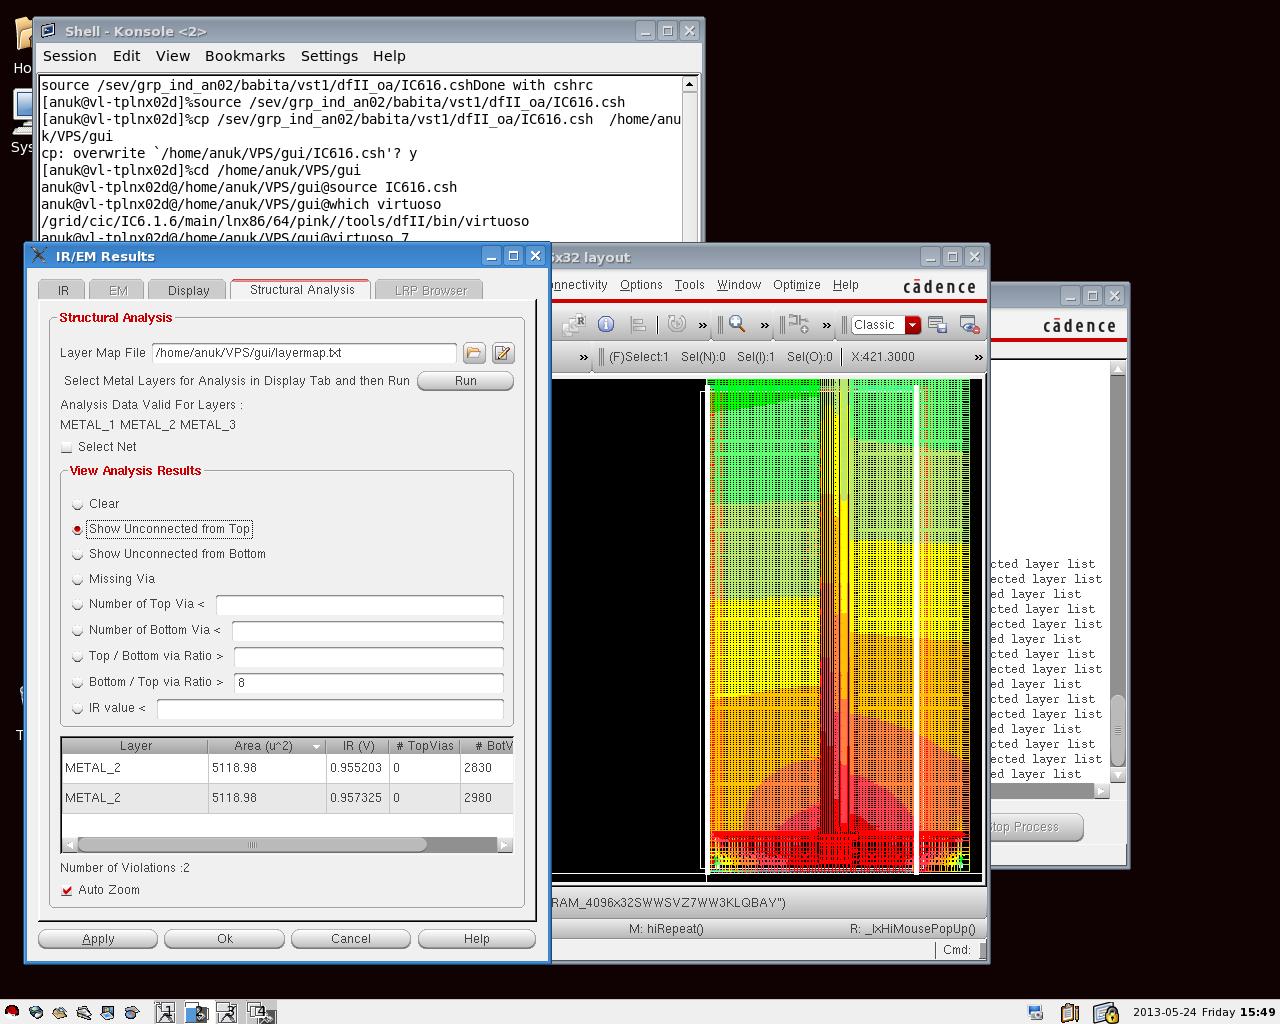 Shell - Konsole <2>
Session Edit View Bookmarks Settings Help
source /sev/grp_ind_an02/babita/vst1/dfII_oa/IC616.cshDone with cshrc
[anuk@vl-tplnx02d]%source /sev/grp_ind_an02/babita/vst1/dfII_oa/IC616.csh
[anuk@vl-tplnx02d]%cp /sev/grp_ind_an02/babita/vst1/dfII_oa/IC616.csh  /home/anu
k/VPS/gui
cp: overwrite `/home/anuk/VPS/gui/IC616.csh'? y
[anuk@vl-tplnx02d]%cd /home/anuk/VPS/gui
anuk@vl-tplnx02d@/home/anuk/VPS/gui@source IC616.csh
anuk@vl-tplnx02d@/home/anuk/VPS/gui@which virtuoso
/grid/cic/IC6.1.6/main/lnx86/64/pink//tools/dfII/bin/virtuoso
anuk@vl-tplnx02d@/home/anuk/VPS/gui@virtuoso 7
Ho
Sys
T
IR/EM Results
IR EM Display Structural Analysis LRP Browser
Structural Analysis
Layer Map File /home/anuk/VPS/gui/layermap.txt
Select Metal Layers for Analysis in Display Tab and then Run Run
Analysis Data Valid For Layers :
METAL_1 METAL_2 METAL_3
Select Net
View Analysis Results
Clear
Show Unconnected from Top
Show Unconnected from Bottom
Missing Via
Number of Top Via <
Number of Bottom Via <
Top / Bottom via Ratio >
Bottom / Top via Ratio > 8
IR value <
Layer Area (u^2) IR (V) # TopVias # BotV
METAL_2 5118.98 0.955203 0 2830
METAL_2 5118.98 0.957325 0 2980
Number of Violations :2
Auto Zoom
Apply Ok Cancel Help
6x32 layout
nnectivity Options Tools Window Optimize Help cādence
» » » Classic
» (F)Select:1 Sel(N):0 Sel(I):1 Sel(O):0 X:421.3000 »
RAM_4096x32SWWSVZ7WW3KLQBAY")
M: hiRepeat() R: _lxHiMousePopUp()
Cmd:
cādence
cted layer list
ected layer list
ed layer list
cted layer list
ected layer list
ed layer list
cted layer list
ected layer list
ed layer list
cted layer list
ected layer list
ed layer list
cted layer list
ected layer list
ed layer list
Stop Process
1 2 3 4
2013-05-24 Friday 15:49